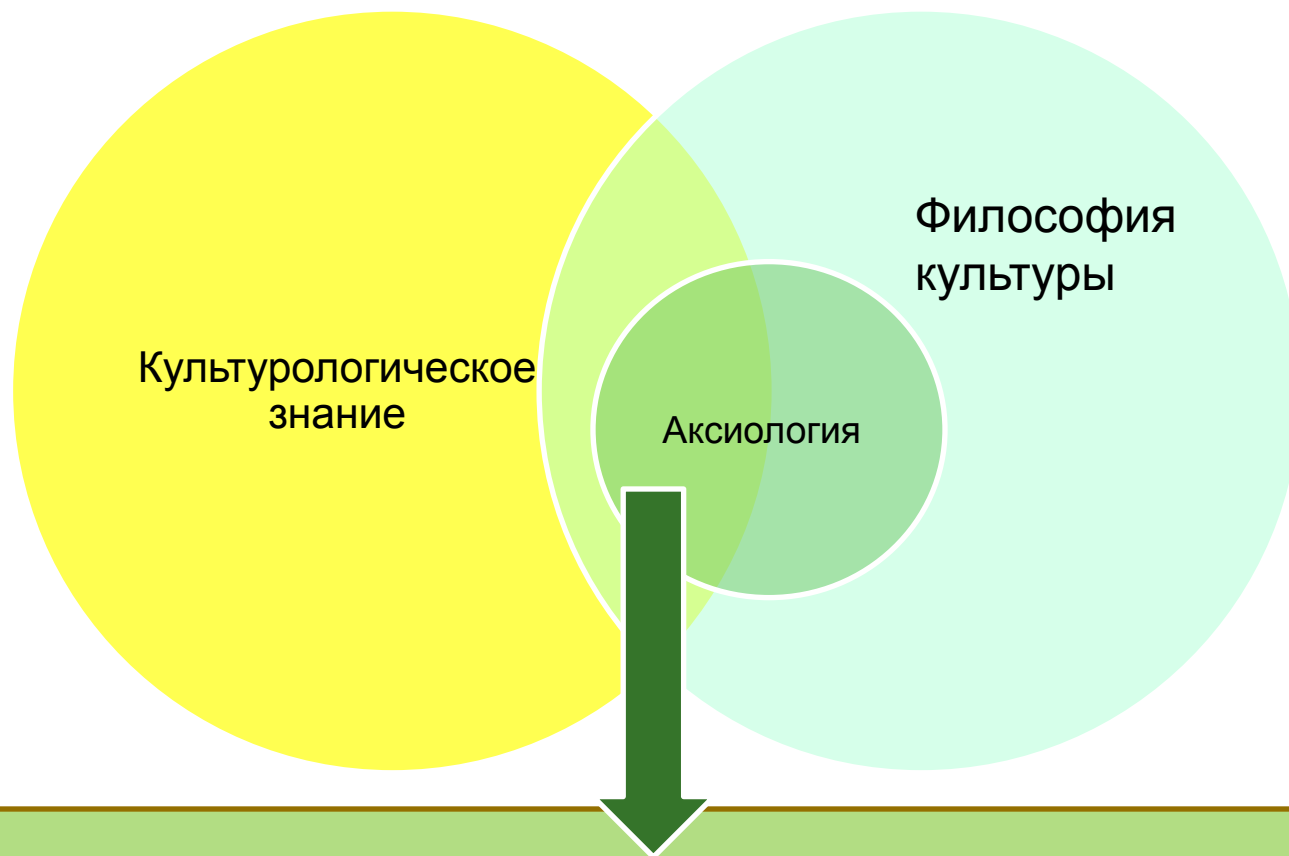 Философия
культуры
Культурологическое
знание
Аксиология